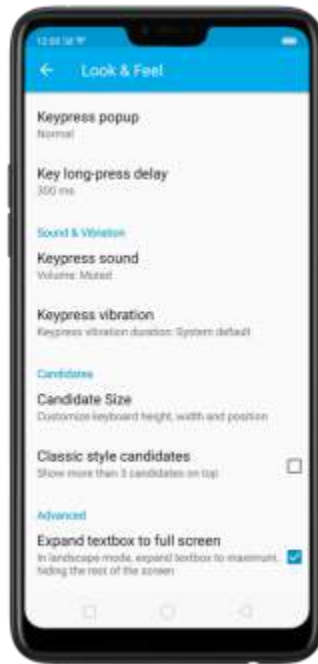 Look & Feel
Keypress popup
Normal
Key long-press delay
300 ms
Sound & Vibration
Keypress sound
Volume: Muted
Keypress vibration
Keypress vibration duration: System default
Candidates
Candidate Size
Customize keyboard height, width and position
Classic style candidates
Show more than 3 candidates on top
Advanced
Expand textbox to full screen
In landscape mode, expand textbox to maximum,
hiding the rest of the screen